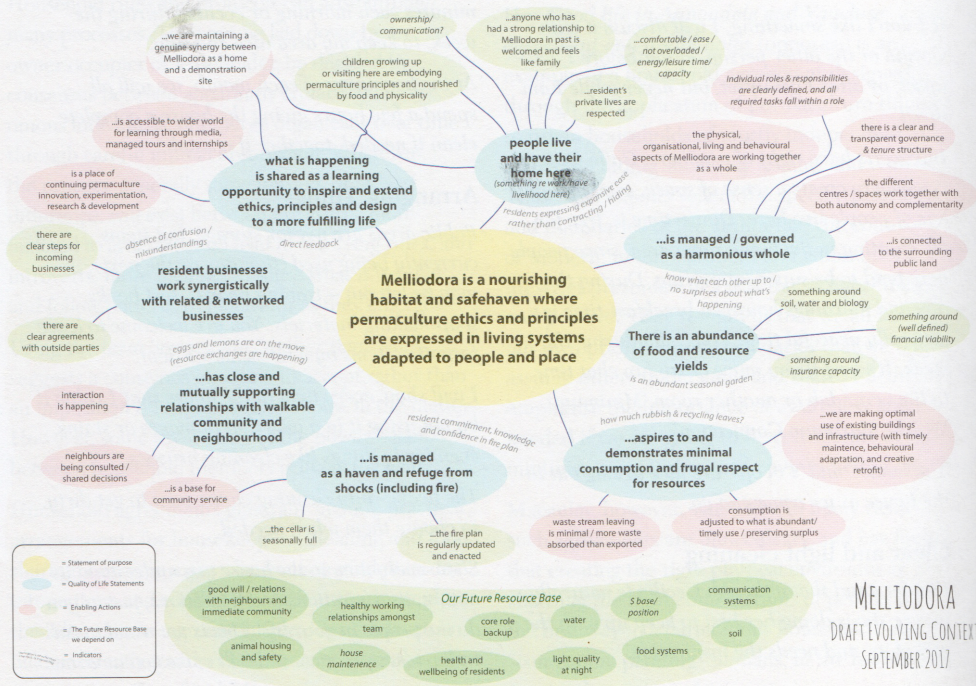 ...we are maintaining a
genuine synergy between
Melliodora as a home
and a demonstration
site
ownership/
communication?
children growing up
or visiting here are embodying
permaculture principles and nourished
by food and physicality
...anyone who has
had a strong relationship to
Melliodora in past is
welcomed and feels
like family
...comfortable / ease /
not overloaded /
energy/leisure time/
capacity
...resident's
private lives are
respected
Individual roles & responsibilities
are clearly defined, and all
required tasks fall within a role
...is accessible to wider world
for learning through media,
managed tours and internships
what is happening
is shared as a learning
opportunity to inspire and extend
ethics, principles and design
to a more fulfilling life
people live
and have their
home here
(something re work/have
livelihood here)
the physical,
organisational, living and behavioural
aspects of Melliodora are working together
as a whole
there is a clear and
transparent governance
& tenure structure
is a place of
continuing permaculture
innovation, experimentation,
research & development
residents expressing expansive ease
rather than contracting / hiding
the different
centres / spaces work together with
both autonomy and complementarity
there are
clear steps for
incoming
businesses
absence of confusion /
misunderstandings
direct feedback
...is managed / governed
as a harmonious whole
...is connected
to the surrounding
public land
resident businesses
work synergistically
with related & networked
businesses
Melliodora is a nourishing
habitat and safehaven where
permaculture ethics and principles
are expressed in living systems
adapted to people and place
know what each other up to /
no surprises about what's
happening
something around
soil, water and biology
there are
clear agreements
with outside parties
There is an abundance
of food and resource
yields
something around
(well defined)
financial viability
something around
insurance capacity
eggs and lemons are on the move
(resource exchanges are happening)
is an abundant seasonal garden
interaction
is happening
...has close and
mutually supporting
relationships with walkable
community and
neighbourhood
resident commitment, knowledge
and confidence in fire plan
how much rubbish & recycling leaves?
...we are making optimal
use of existing buildings
and infrastructure (with timely
maintence, behavioural
adaptation, and creative
retrofit)
neighbours are
being consulted /
shared decisions
...is a base for
community service
...is managed
as a haven and refuge from
shocks (including fire)
...aspires to and
demonstrates minimal
consumption and frugal respect
for resources
...the cellar is
seasonally full
...the fire plan
is regularly updated
and enacted
waste stream leaving
is minimal / more waste
absorbed than exported
consumption is
adjusted to what is abundant/
timely use / preserving surplus
= Statement of purpose
= Quality of Life Statements
= Enabling Actions
= The Future Resource Base
we depend on
= Indicators
Our Future Resource Base
good will / relations
with neighbours and
immediate community
healthy working
relationships amongst
team
core role
backup
water
$ base/
position
communication
systems
animal housing
and safety
house
maintenence
health and
wellbeing of residents
light quality
at night
food systems
soil
MELLIODORA
DRAFT EVOLVING CONTEXT
SEPTEMBER 2017